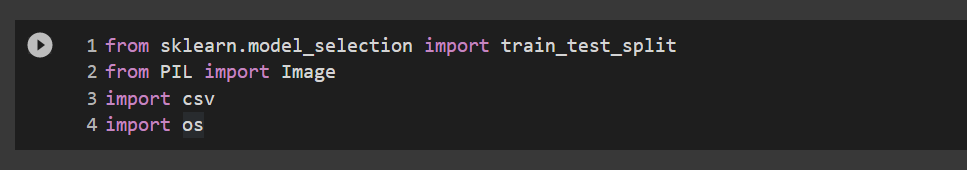 1 from sklearn.model_selection import train_test_split
2 from PIL import Image
3 import csv
4 import os